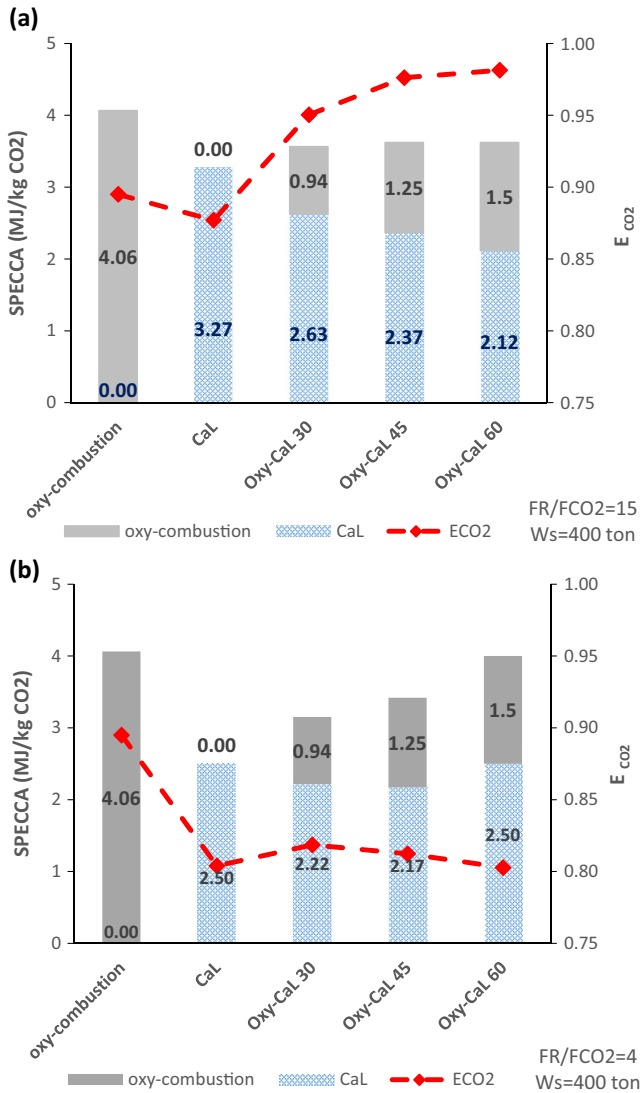 (a)
SPECCA (MJ/kg CO2)
5
4
3
2
1
0
1.00
0.95
0.90
0.85
0.80
0.75
E CO2
4.06
0.00
0.00
3.27
0.94
2.63
1.25
2.37
1.5
2.12
oxy-combustion
CaL
Oxy-CaL 30
Oxy-CaL 45
Oxy-CaL 60
oxy-combustion CaL ECO2
FR/FCO2=15
Ws=400 ton
(b)
SPECCA (MJ/kg CO2)
5
4
3
2
1
0
1.00
0.95
0.90
0.85
0.80
0.75
E CO2
4.06
0.00
0.00
2.50
0.94
2.22
1.25
2.17
1.5
2.50
oxy-combustion
CaL
Oxy-CaL 30
Oxy-CaL 45
Oxy-CaL 60
oxy-combustion CaL ECO2
FR/FCO2=4
Ws=400 ton